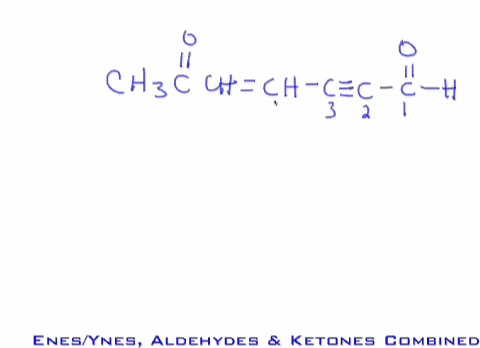 O O
|| ||
CH3C CH=CH-C≡C-C-H
3 2 1
Enes/Ynes, Aldehydes & Ketones Combined